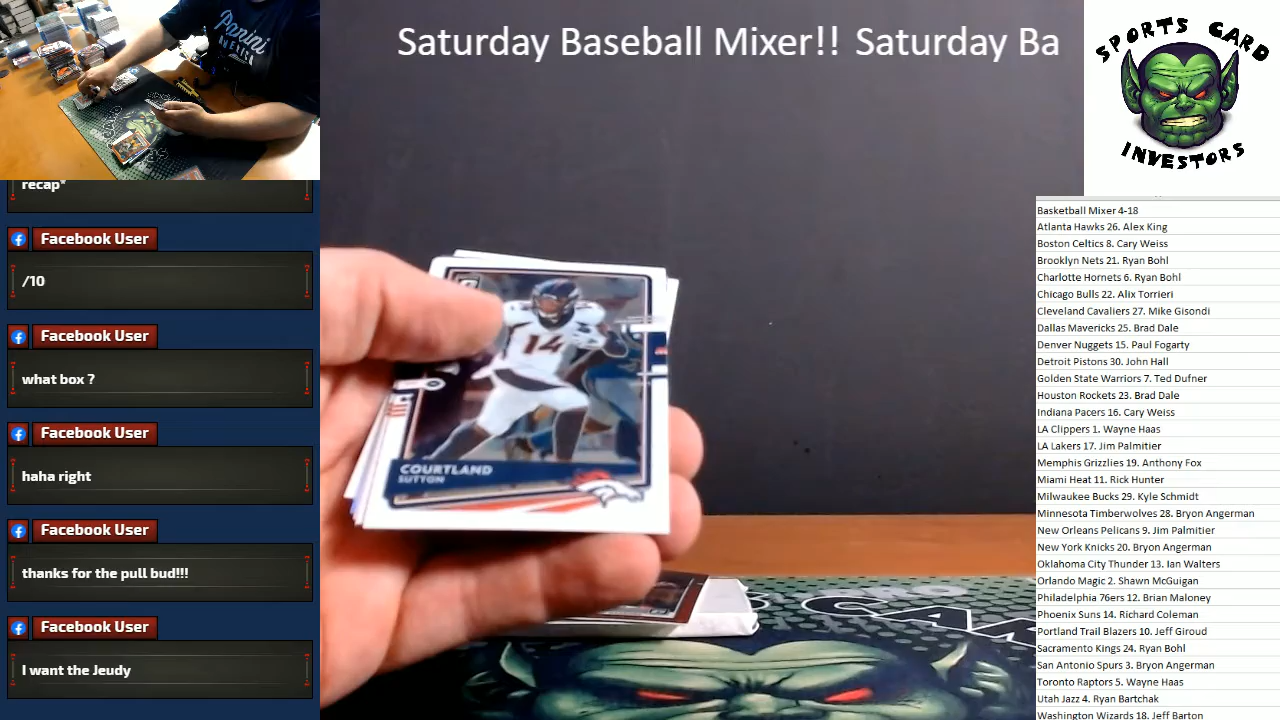 Saturday Baseball Mixer!! Saturday Ba
SPORTS CARD
INVESTORS
Panini
AMERICA
recap*
Facebook User
/10
Facebook User
what box ?
Facebook User
haha right
Facebook User
thanks for the pull bud!!!
Facebook User
I want the Jeudy
14
COURTLAND
SUTTON
CA
Basketball Mixer 4-18
Atlanta Hawks 26. Alex King
Boston Celtics 8. Cary Weiss
Brooklyn Nets 21. Ryan Bohl
Charlotte Hornets 6. Ryan Bohl
Chicago Bulls 22. Alix Torrieri
Cleveland Cavaliers 27. Mike Gisondi
Dallas Mavericks 25. Brad Dale
Denver Nuggets 15. Paul Fogarty
Detroit Pistons 30. John Hall
Golden State Warriors 7. Ted Dufner
Houston Rockets 23. Brad Dale
Indiana Pacers 16. Cary Weiss
LA Clippers 1. Wayne Haas
LA Lakers 17. Jim Palmitier
Memphis Grizzlies 19. Anthony Fox
Miami Heat 11. Rick Hunter
Milwaukee Bucks 29. Kyle Schmidt
Minnesota Timberwolves 28. Bryon Angerman
New Orleans Pelicans 9. Jim Palmitier
New York Knicks 20. Bryon Angerman
Oklahoma City Thunder 13. Ian Walters
Orlando Magic 2. Shawn McGuigan
Philadelphia 76ers 12. Brian Maloney
Phoenix Suns 14. Richard Coleman
Portland Trail Blazers 10. Jeff Giroud
Sacramento Kings 24. Ryan Bohl
San Antonio Spurs 3. Bryon Angerman
Toronto Raptors 5. Wayne Haas
Utah Jazz 4. Ryan Bartchak
Washington Wizards 18. Jeff Barton